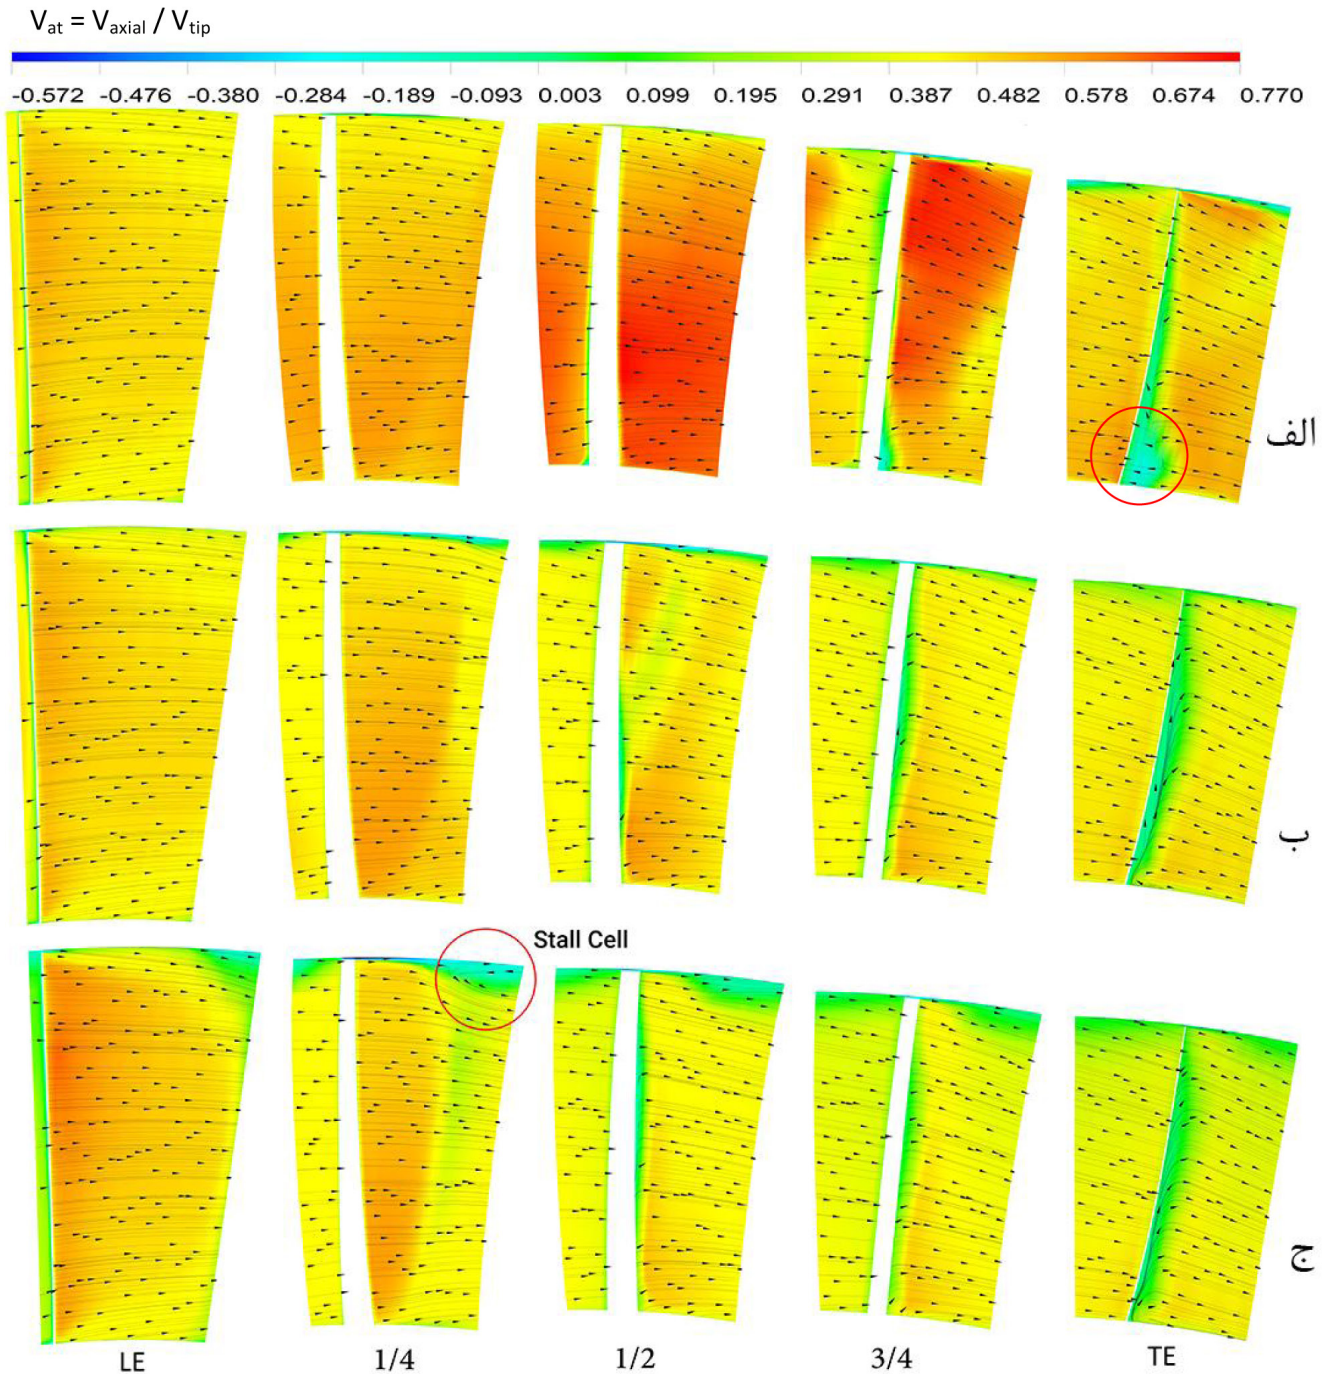 Vat = Vaxial / Vtip
-0.572 -0.476 -0.380 -0.284 -0.189 -0.093 0.003 0.099 0.195 0.291 0.387 0.482 0.578 0.674 0.770
الف
ب
Stall Cell
ج
LE 1/4 1/2 3/4 TE